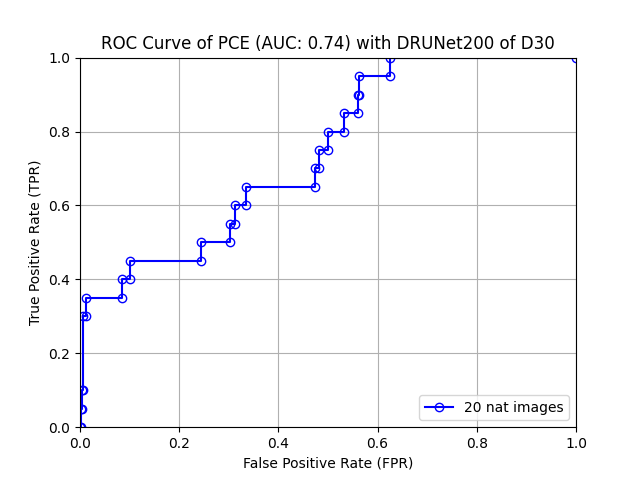 ROC Curve of PCE (AUC: 0.74) with DRUNet200 of D30
1.0
0.8
0.6
0.4
0.2
0.0
True Positive Rate (TPR)
20 nat images
0.0 0.2 0.4 0.6 0.8 1.0
False Positive Rate (FPR)